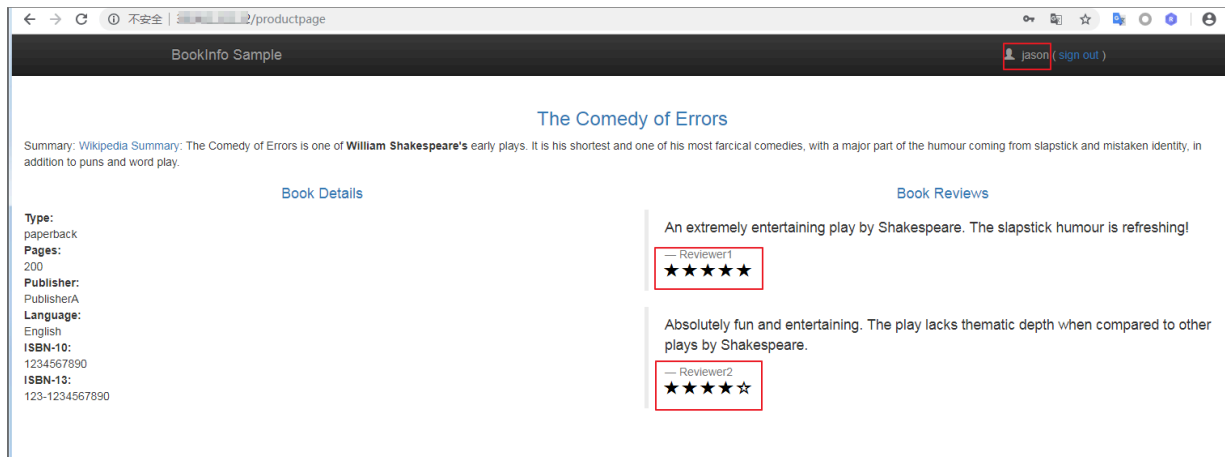 不安全 2/productpage
BookInfo Sample jason ( sign out )
The Comedy of Errors
Summary: Wikipedia Summary: The Comedy of Errors is one of William Shakespeare's early plays. It is his shortest and one of his most farcical comedies, with a major part of the humour coming from slapstick and mistaken identity, in
addition to puns and word play.
Book Details
Type:
paperback
Pages:
200
Publisher:
PublisherA
Language:
English
ISBN-10:
1234567890
ISBN-13:
123-1234567890
Book Reviews
An extremely entertaining play by Shakespeare. The slapstick humour is refreshing!
— Reviewer1
★★★★★
Absolutely fun and entertaining. The play lacks thematic depth when compared to other
plays by Shakespeare.
— Reviewer2
★★★★☆